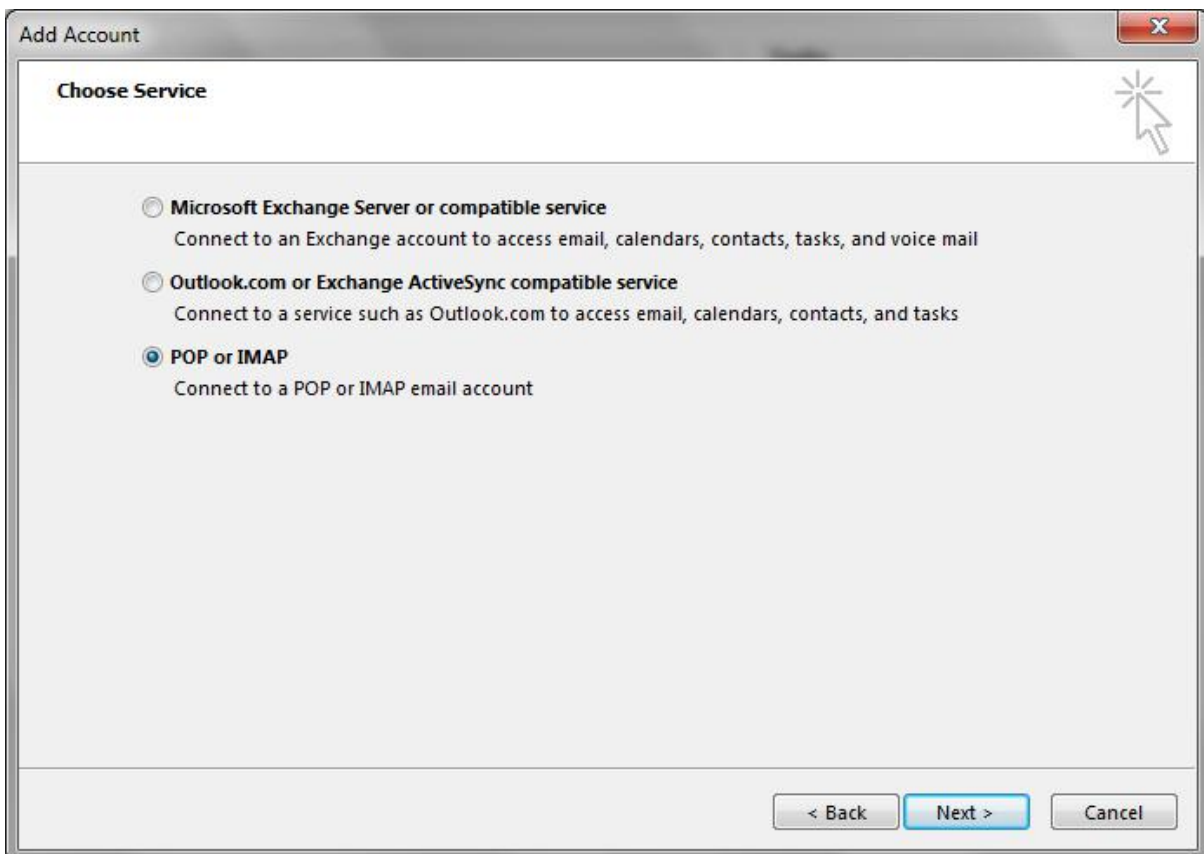 Add Account
Choose Service
Microsoft Exchange Server or compatible service
Connect to an Exchange account to access email, calendars, contacts, tasks, and voice mail
Outlook.com or Exchange ActiveSync compatible service
Connect to a service such as Outlook.com to access email, calendars, contacts, and tasks
POP or IMAP
Connect to a POP or IMAP email account
< Back Next > Cancel